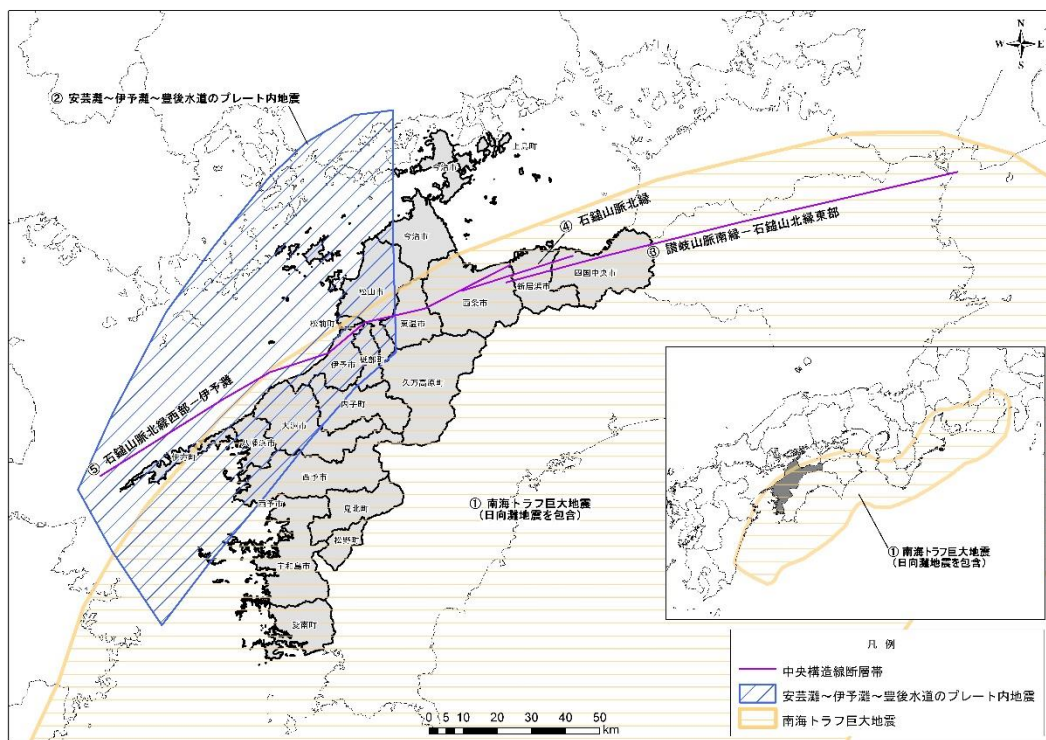 N
W E
S
② 安芸灘～伊予灘～豊後水道のプレート内地震
上島町
今治市
今治市
④ 石鎚山脈北縁
③ 讃岐山脈南縁－石鎚山北縁東部
四国中央市
新居浜市
西条市
松山市
東温市
松前町
砥部町
伊予市
久万高原町
内子町
大洲市
⑤ 石鎚山脈北縁西部－伊予灘
八幡浜市
伊方町
西予市
西予市
① 南海トラフ巨大地震
(日向灘地震を包含)
鬼北町
松野町
宇和島市
愛南町
① 南海トラフ巨大地震
(日向灘地震を包含)
凡 例
中央構造線断層帯
安芸灘～伊予灘～豊後水道のプレート内地震
南海トラフ巨大地震
0 5 10 20 30 40 50
km